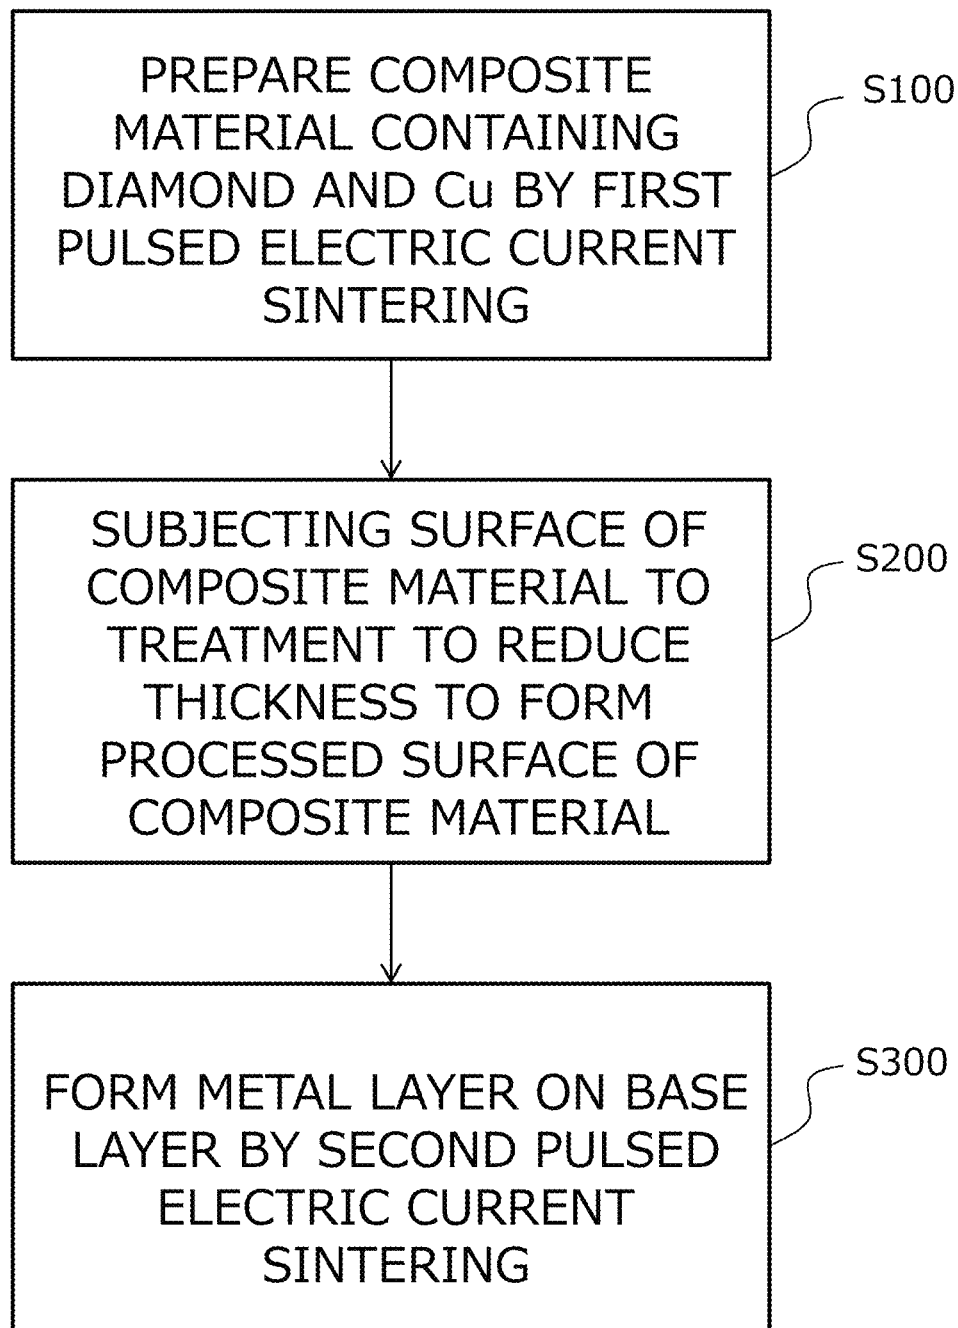 PREPARE COMPOSITE
MATERIAL CONTAINING
DIAMOND AND Cu BY FIRST
PULSED ELECTRIC CURRENT
SINTERING
S100
SUBJECTING SURFACE OF
COMPOSITE MATERIAL TO
TREATMENT TO REDUCE
THICKNESS TO FORM
PROCESSED SURFACE OF
COMPOSITE MATERIAL
S200
FORM METAL LAYER ON BASE
LAYER BY SECOND PULSED
ELECTRIC CURRENT
SINTERING
S300